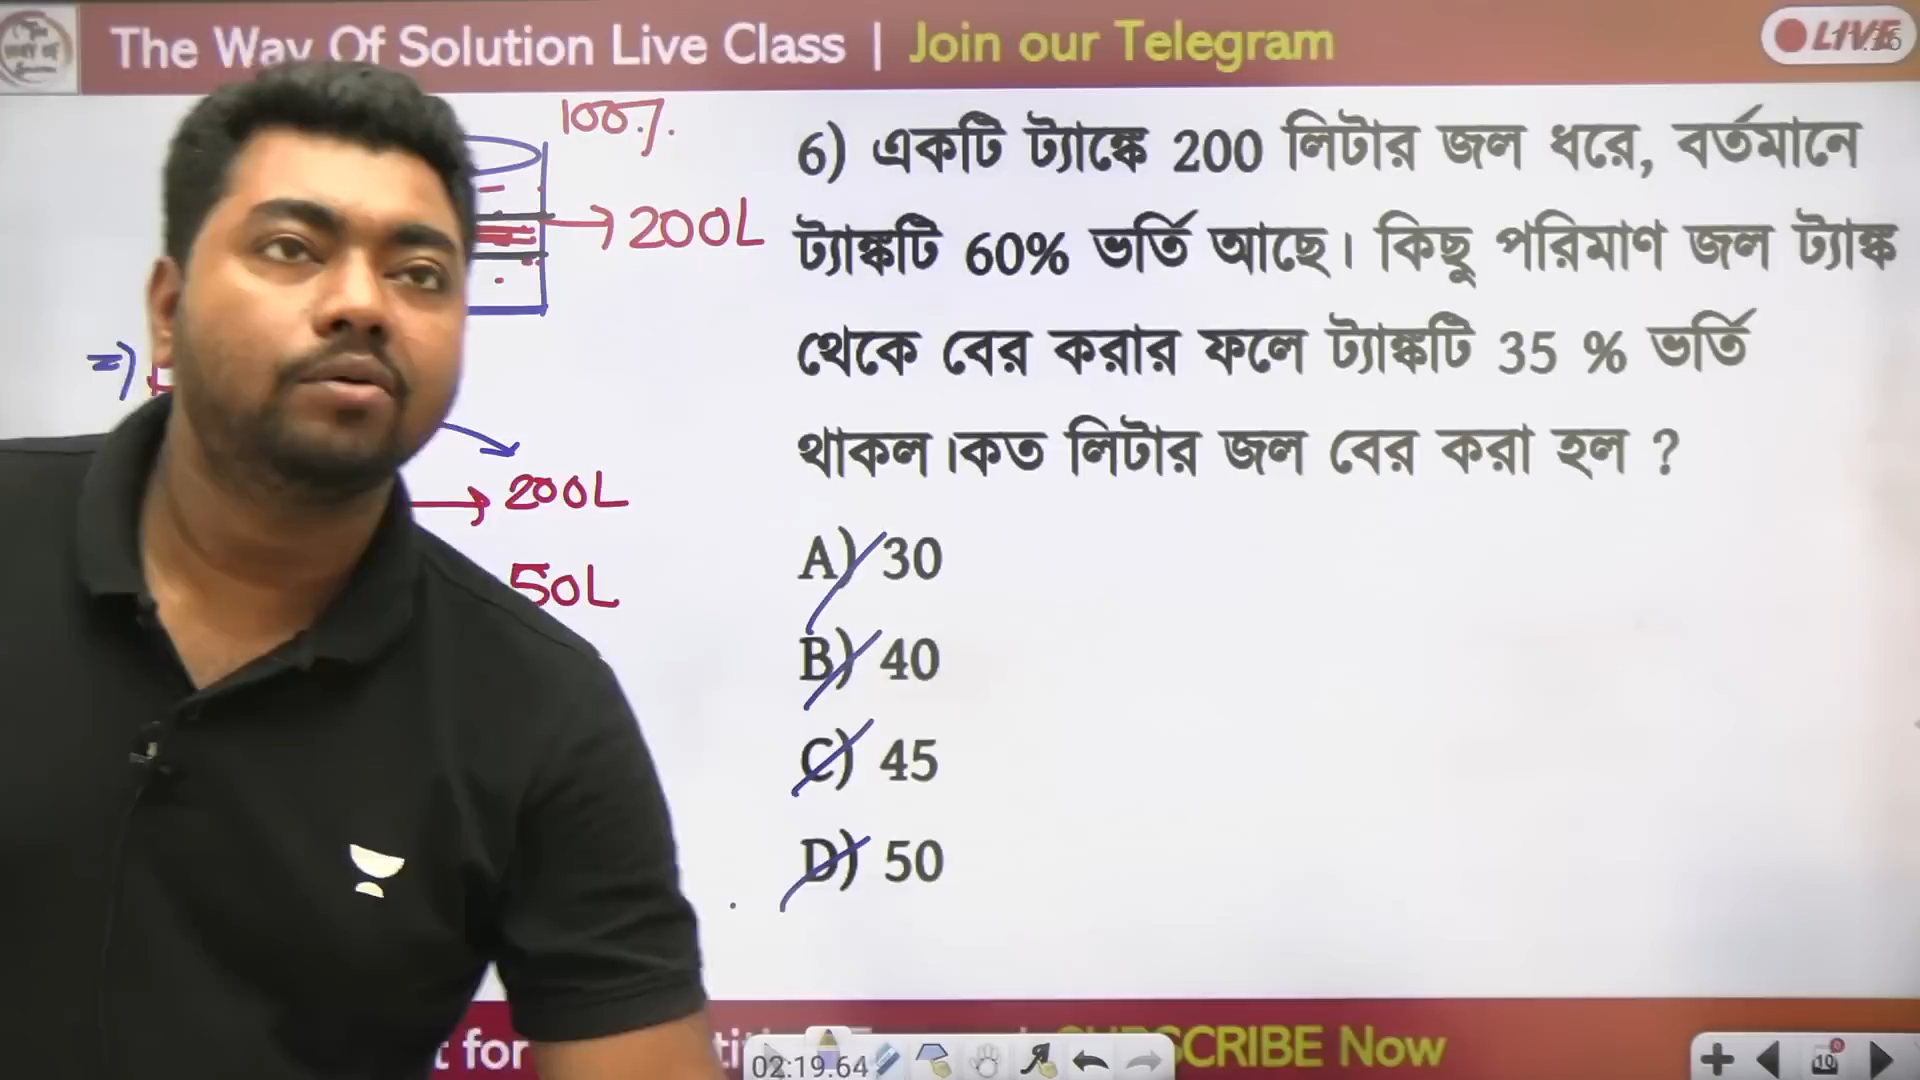 The Way Of Solution Live Class | Join our Telegram
LIVE
100%
200L
6) একটি ট্যাঙ্কে 200 লিটার জল ধরে, বর্তমানে
ট্যাঙ্কটি 60% ভর্তি আছে। কিছু পরিমাণ জল ট্যাঙ্ক
থেকে বের করার ফলে ট্যাঙ্কটি 35 % ভর্তি
থাকল।কত লিটার জল বের করা হল ?
=)
200L
50L
A) 30
B) 40
C) 45
D) 50
for
SCRIBE Now
02:19.64
10